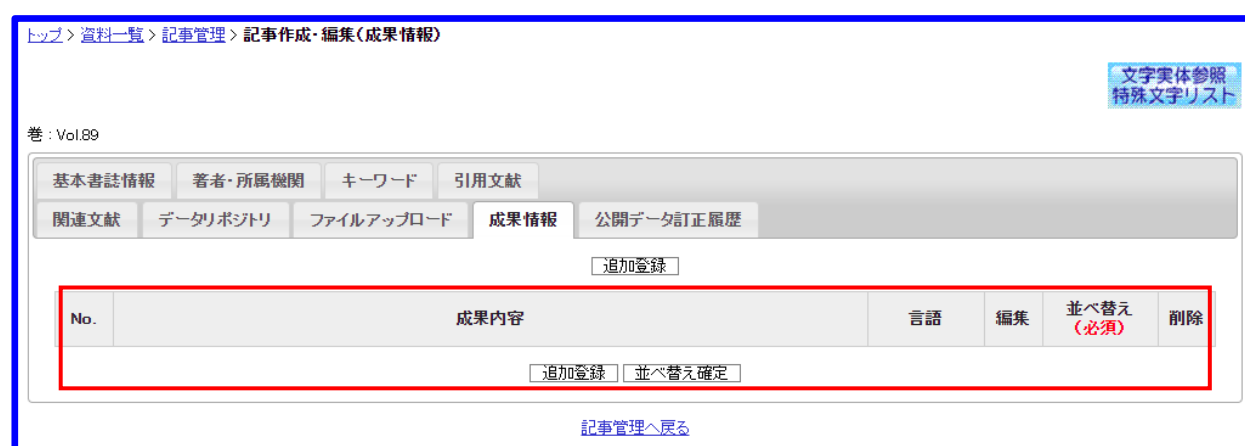 トップ > 資料一覧 > 記事管理 > 記事作成・編集(成果情報)
文字実体参照
特殊文字リスト
巻 : Vol.89
基本書誌情報 著者・所属機関 キーワード 引用文献
関連文献 データリポジトリ ファイルアップロード 成果情報 公開データ訂正履歴
追加登録
No. 成果内容 言語 編集 並べ替え(必須) 削除
追加登録 並べ替え確定
記事管理へ戻る